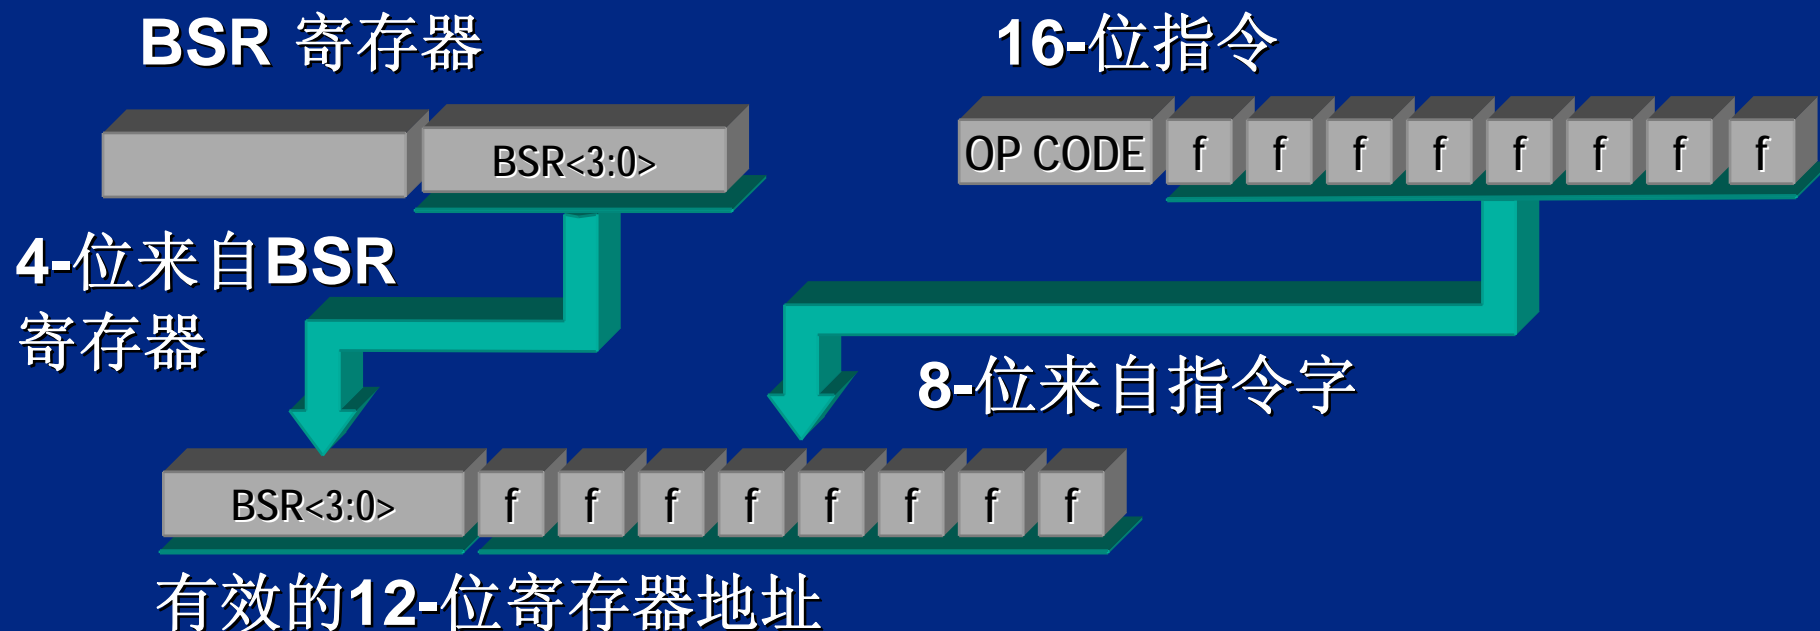 BSR 寄存器
16-位指令
BSR<3:0>
OP CODE f f f f f f f f
4-位来自BSR
寄存器
8-位来自指令字
BSR<3:0> f f f f f f f f
有效的12-位寄存器地址